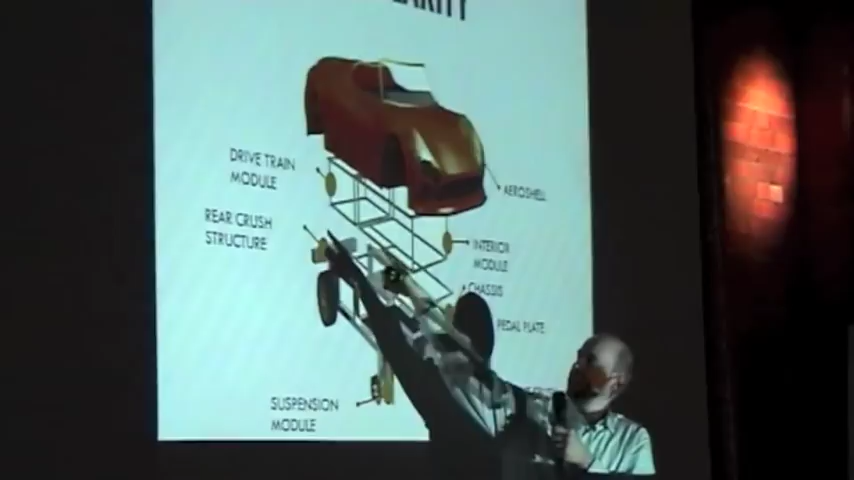 DRIVE TRAIN
MODULE
AEROSHELL
REAR CRUSH
STRUCTURE
INTERIOR
MODULE
CHASSIS
PEDAL PLATE
SUSPENSION
MODULE